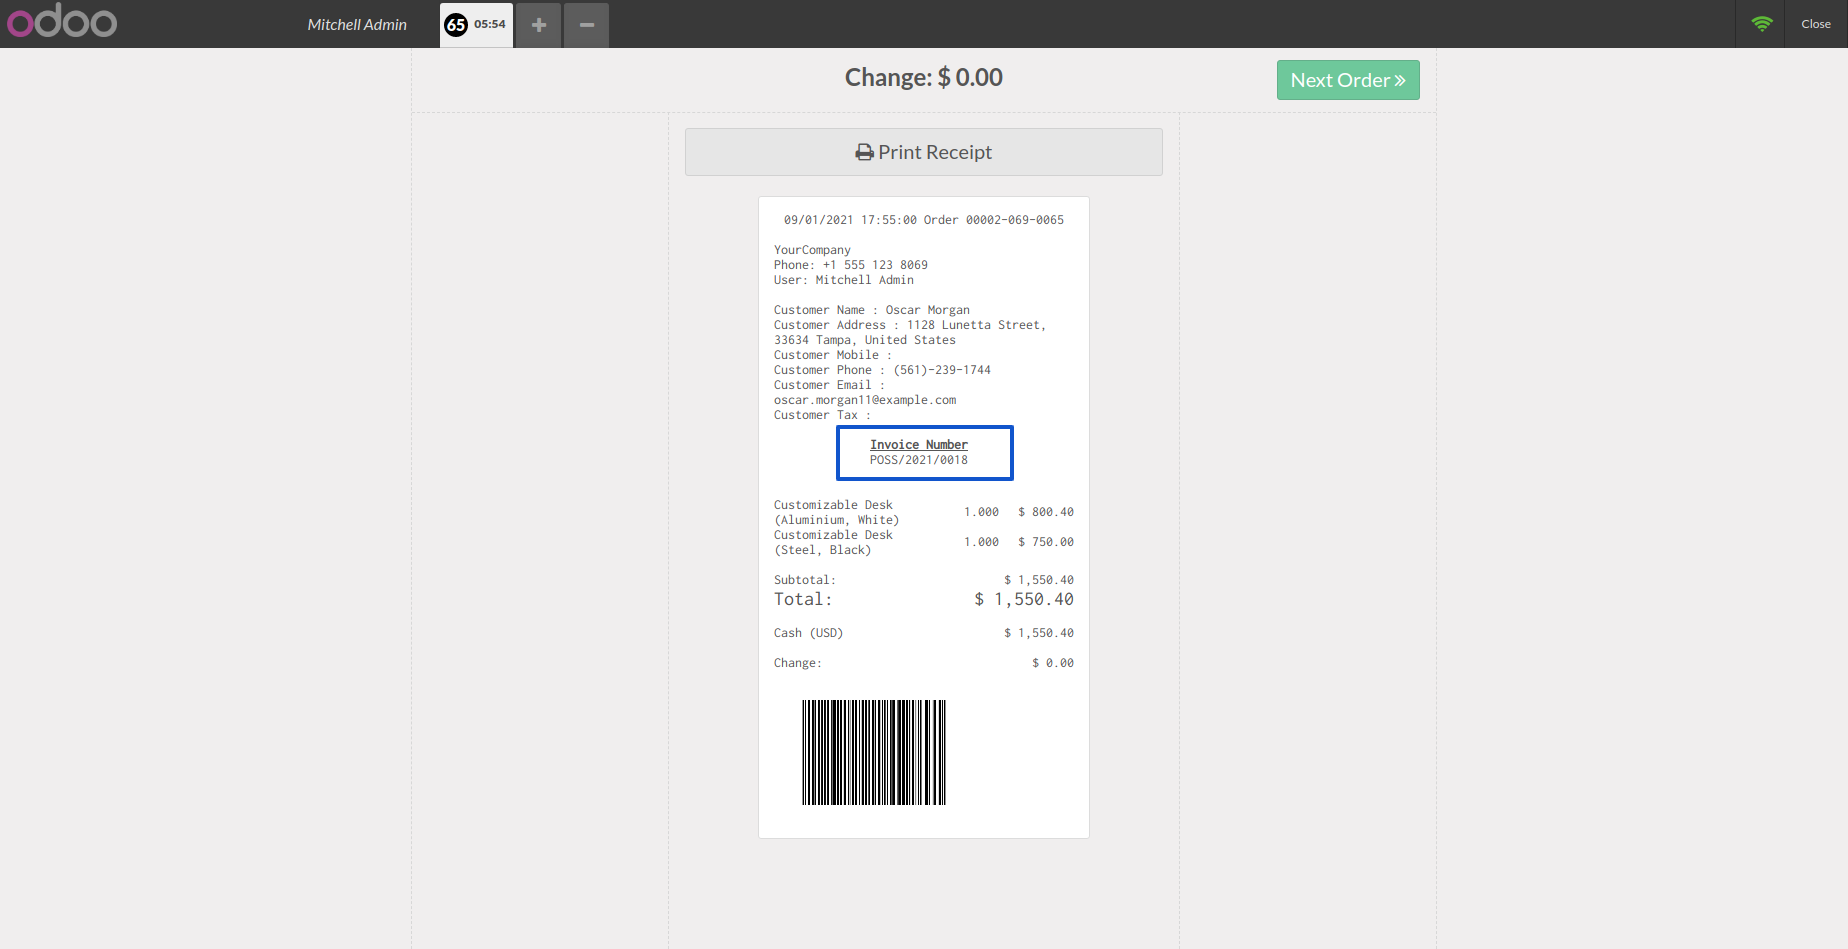 odoo
Mitchell Admin
65 05:54
Close
Change: $ 0.00
Next Order
Print Receipt
09/01/2021 17:55:00 Order 00002-069-0065
YourCompany
Phone: +1 555 123 8069
User: Mitchell Admin
Customer Name : Oscar Morgan
Customer Address : 1128 Lunetta Street,
33634 Tampa, United States
Customer Mobile :
Customer Phone : (561)-239-1744
Customer Email :
oscar.morgan11@example.com
Customer Tax :
Invoice Number
POSS/2021/0018
Customizable Desk
(Aluminium, White) 1.000 $ 800.40
Customizable Desk
(Steel, Black) 1.000 $ 750.00
Subtotal: $ 1,550.40
Total: $ 1,550.40
Cash (USD) $ 1,550.40
Change: $ 0.00